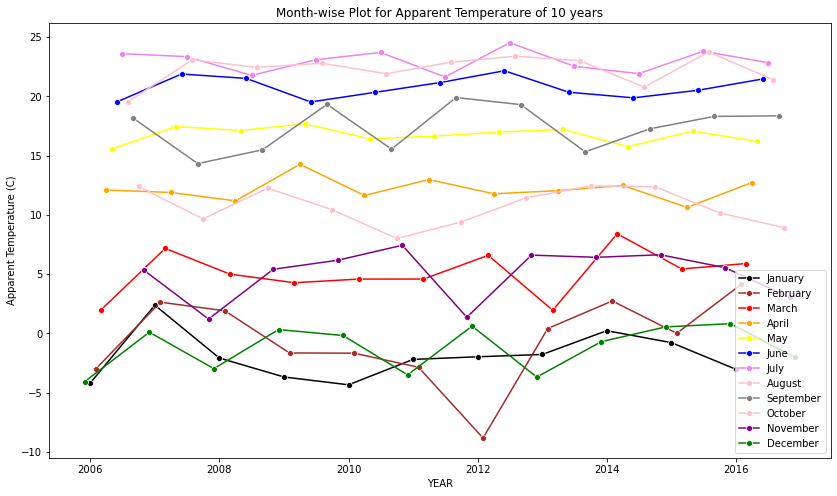 Month-wise Plot for Apparent Temperature of 10 years
Apparent Temperature (C)
25
20
15
10
5
0
−5
−10
2006
2008
2010
2012
2014
2016
YEAR
January
February
March
April
May
June
July
August
September
October
November
December